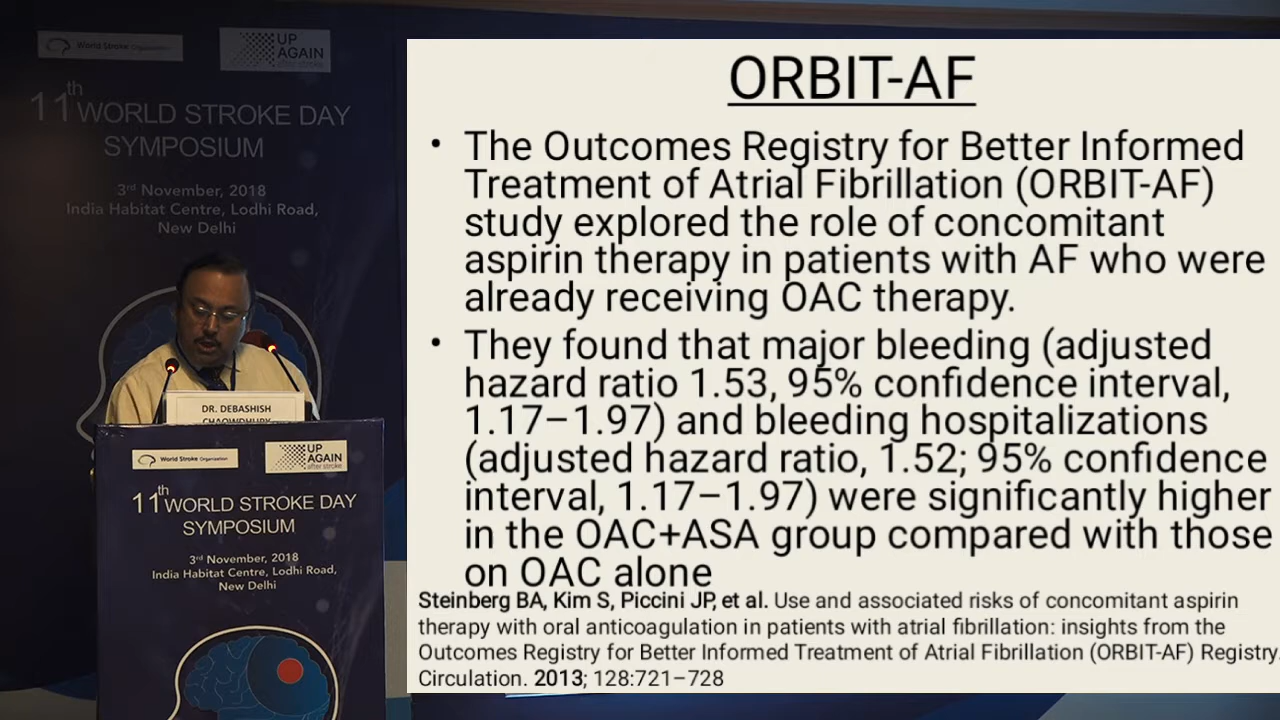 World Stroke Organization
UP
AGAIN
after stroke
11th WORLD STROKE DAY
SYMPOSIUM
3rd November, 2018
India Habitat Centre, Lodhi Road,
New Delhi
DR. DEBASHISH
CHAOWDHURY
World Stroke Organization
UP
AGAIN
after stroke
11th WORLD STROKE DAY
SYMPOSIUM
3rd November, 2018
India Habitat Centre, Lodhi Road,
New Delhi
ORBIT-AF
• The Outcomes Registry for Better Informed
Treatment of Atrial Fibrillation (ORBIT-AF)
study explored the role of concomitant
aspirin therapy in patients with AF who were
already receiving OAC therapy.
• They found that major bleeding (adjusted
hazard ratio 1.53, 95% confidence interval,
1.17–1.97) and bleeding hospitalizations
(adjusted hazard ratio, 1.52; 95% confidence
interval, 1.17–1.97) were significantly higher
in the OAC+ASA group compared with those
on OAC alone
Steinberg BA, Kim S, Piccini JP, et al. Use and associated risks of concomitant aspirin
therapy with oral anticoagulation in patients with atrial fibrillation: insights from the
Outcomes Registry for Better Informed Treatment of Atrial Fibrillation (ORBIT-AF) Registry.
Circulation. 2013; 128:721–728